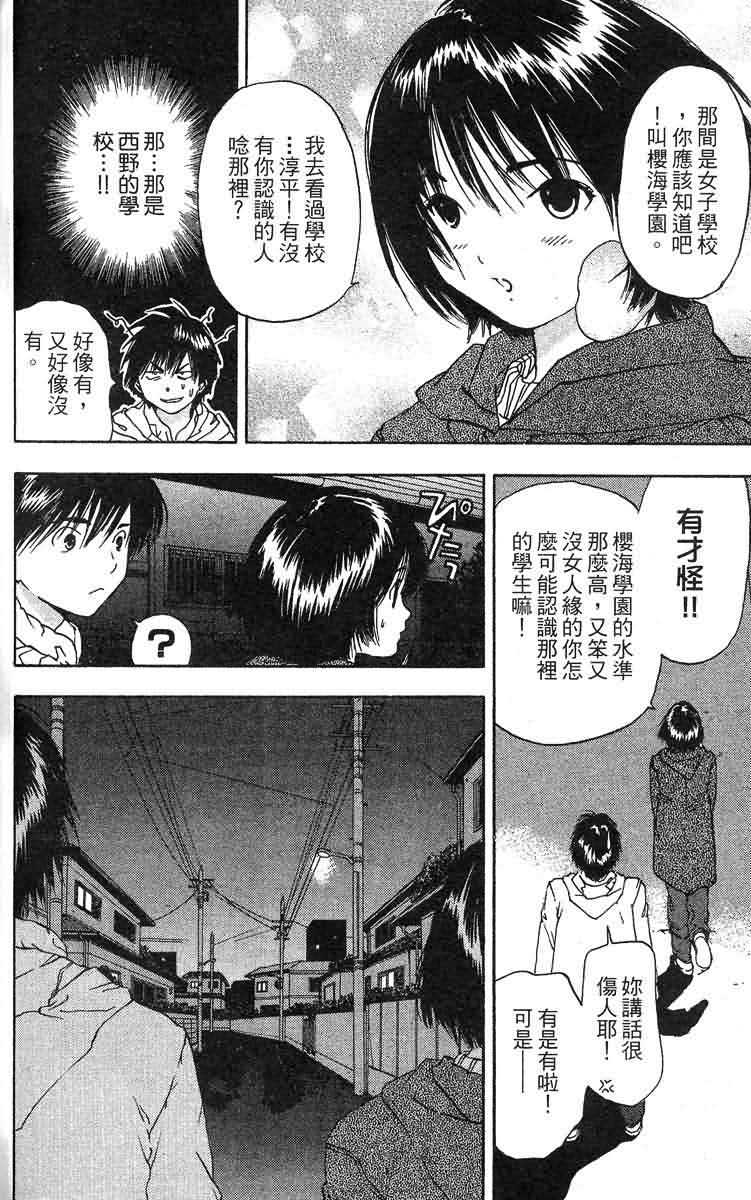 那間是女子學校
，你應該知道吧
！叫櫻海學園。
我去看過學校
…淳平！有沒
有你認識的人
唸那裡？
那…那是
西野的學
校…!!
好像有，
又好像沒
有。
有才怪!!
櫻海學園的水準
那麼高，又笨又
沒女人緣的你怎
麼可能認識那裡
的學生嘛！
ぴたっ
？
妳講話很
傷人耶！
有是有啦！
可是——